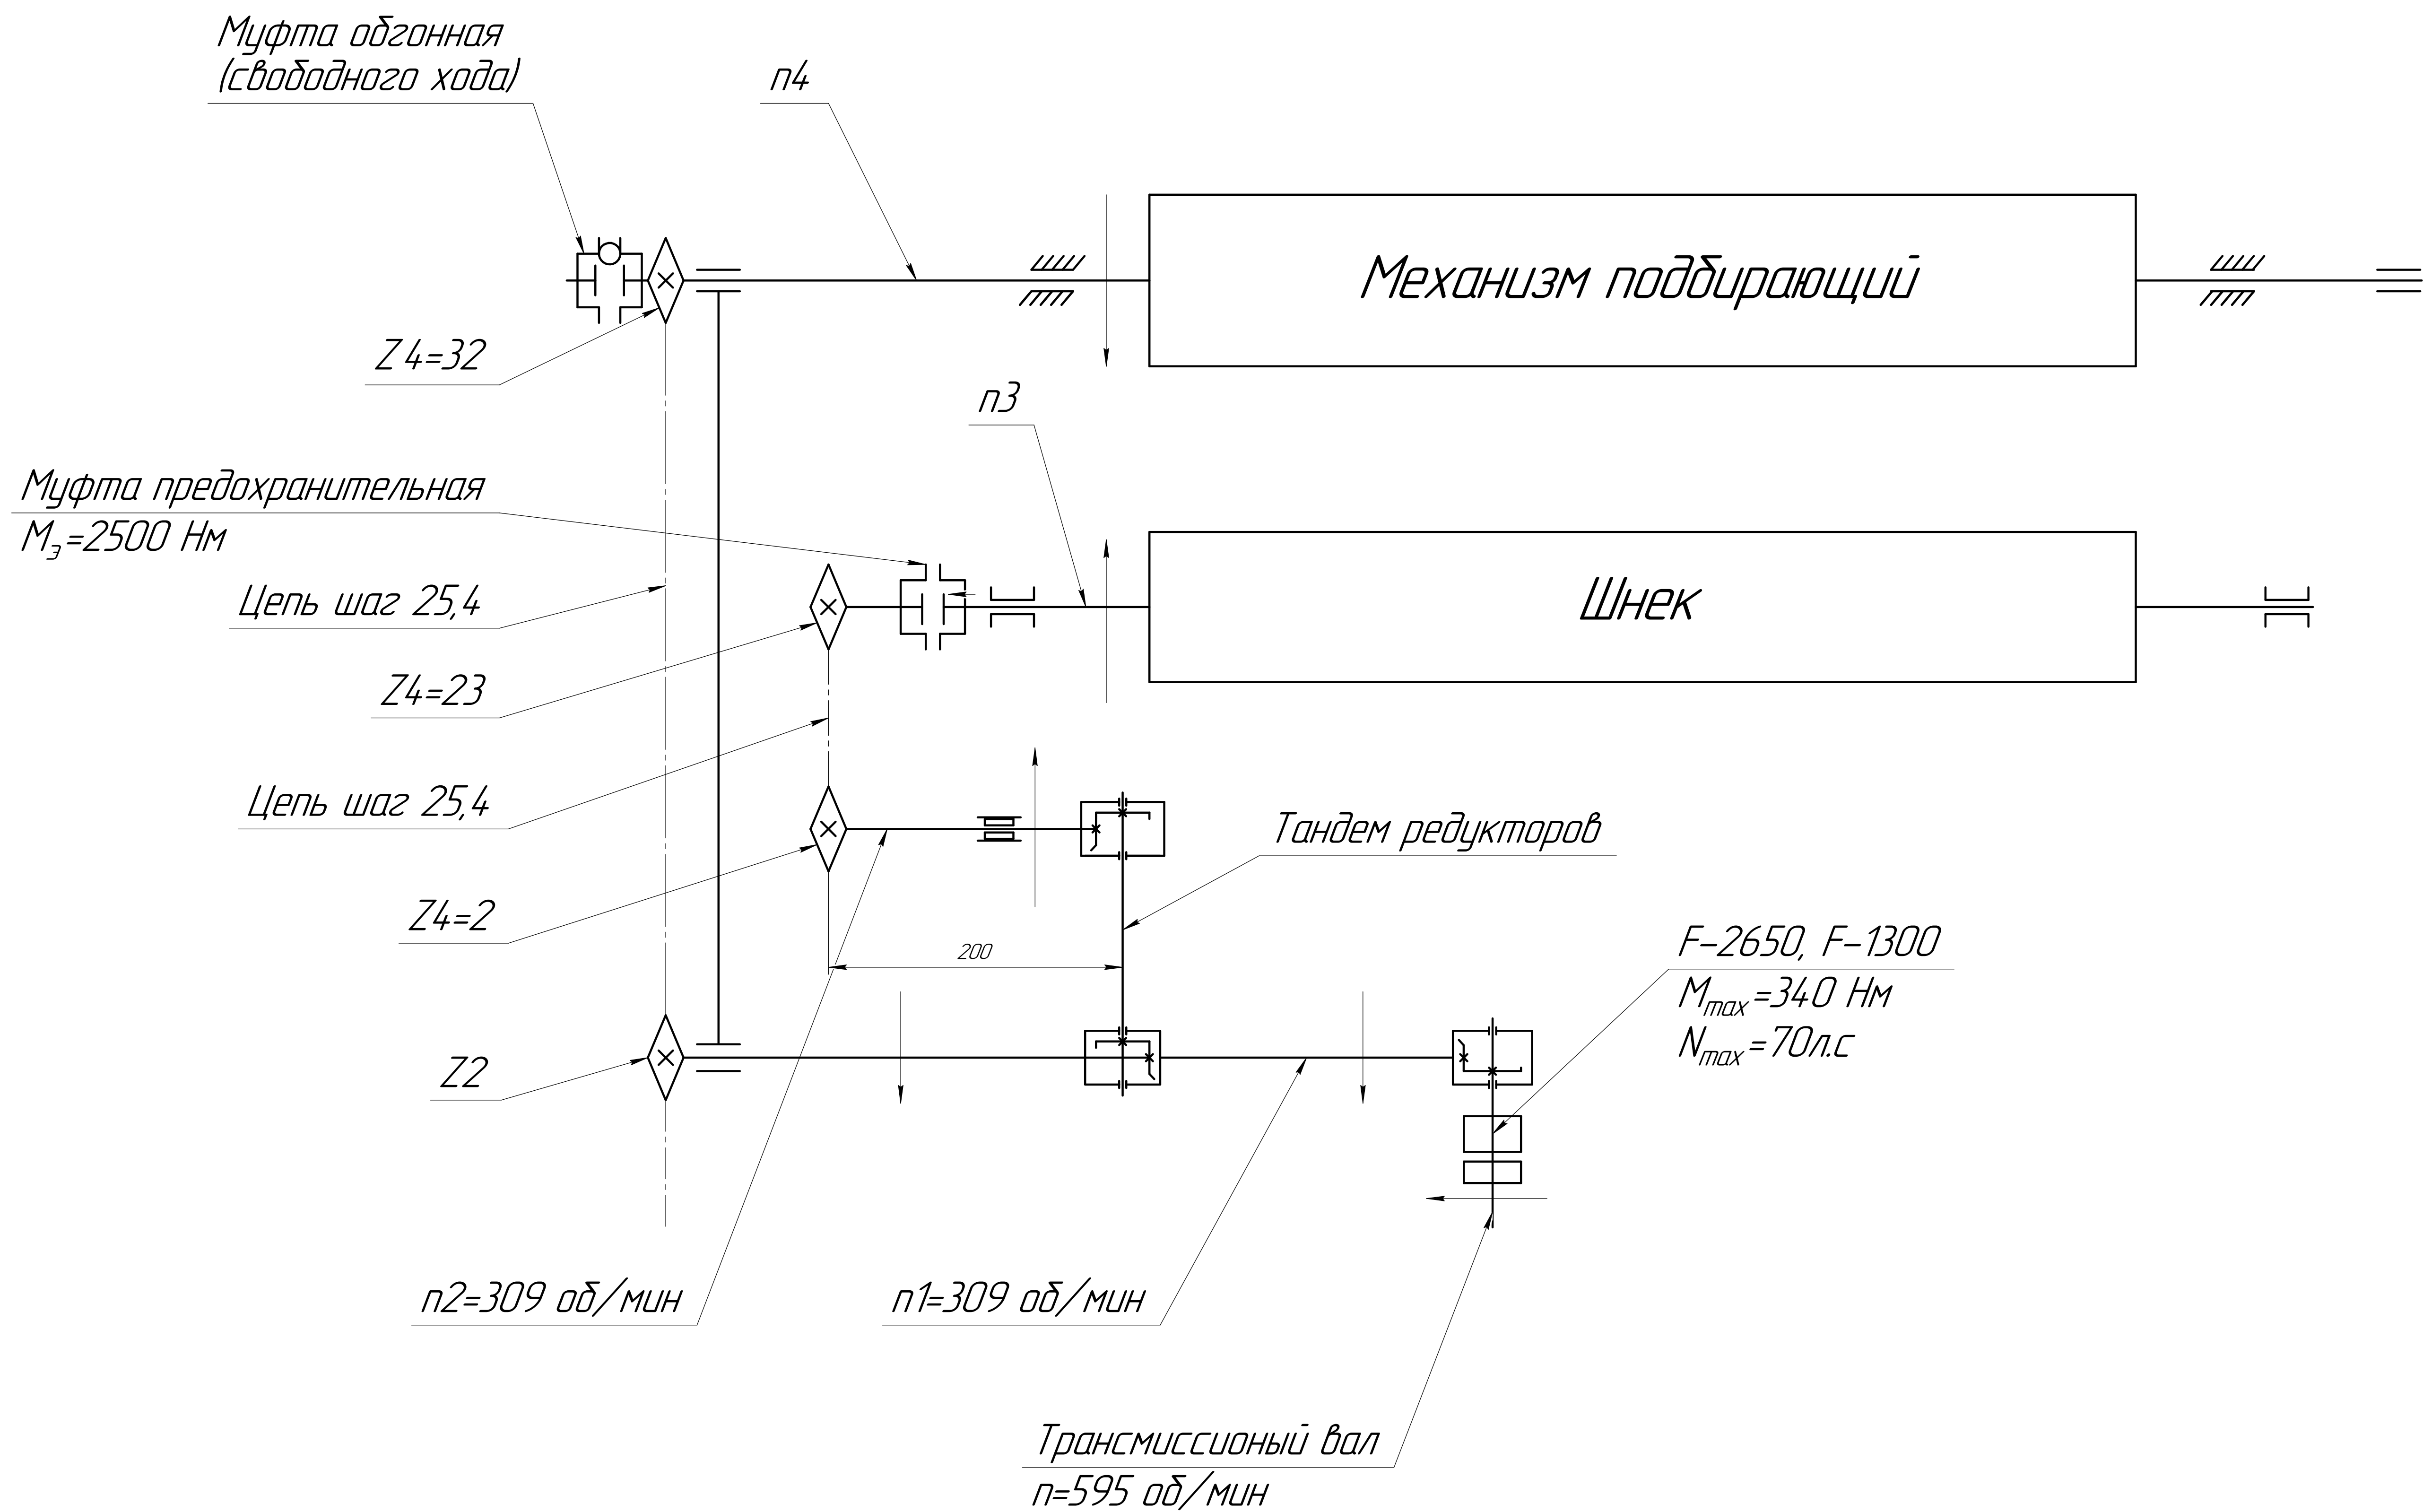 Муфта обгонная
(свободного хода)
n4
Механизм подбирающий
Z 4=32
n3
Муфта предохранительная
Mэ=2500 Нм
Шнек
Цепь шаг 25,4
Z4=23
Цепь шаг 25,4
Тандем редукторов
Z4=2
200
F-2650, F-1300
Mmax=340 Нм
Nmax=70л.с
Z2
n2=309 об/мин
n1=309 об/мин
Трансмиссионый вал
n=595 об/мин